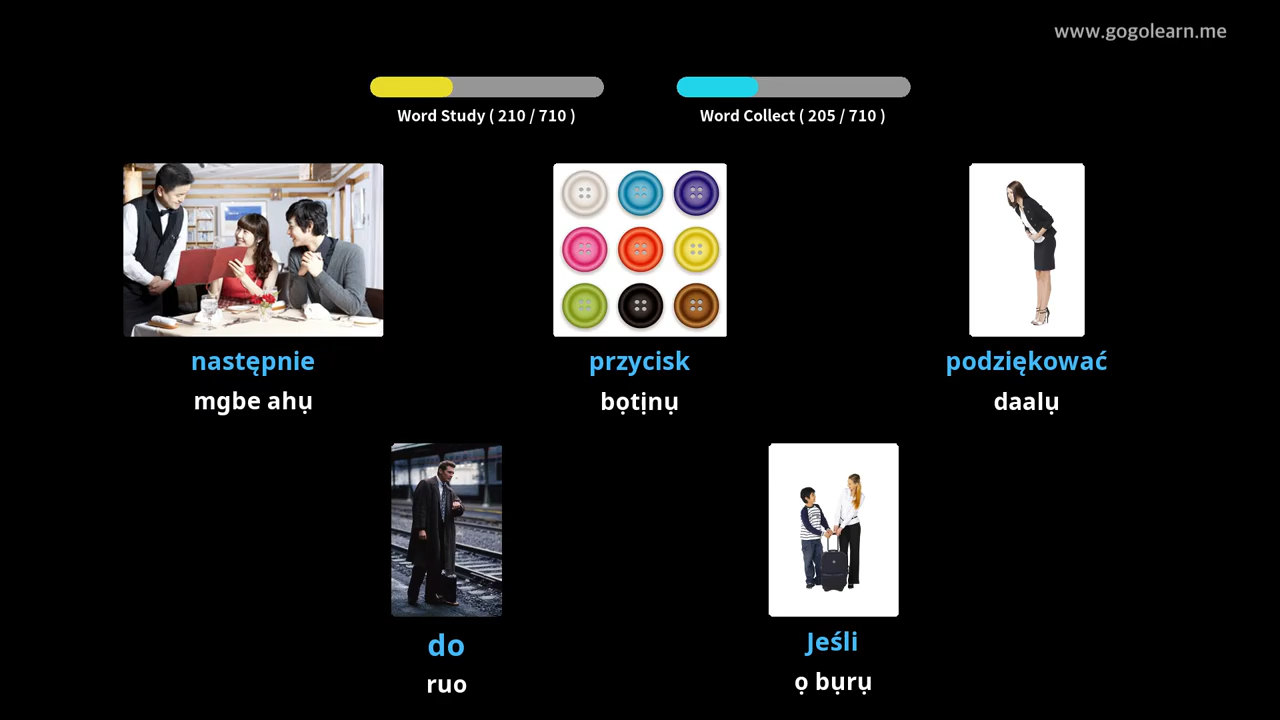 www.gogolearn.me
Word Study ( 210 / 710 )
Word Collect ( 205 / 710 )
następnie
mgbe ahụ
przycisk
bọtịnụ
podziękować
daalụ
do
ruo
Jeśli
ọ bụrụ